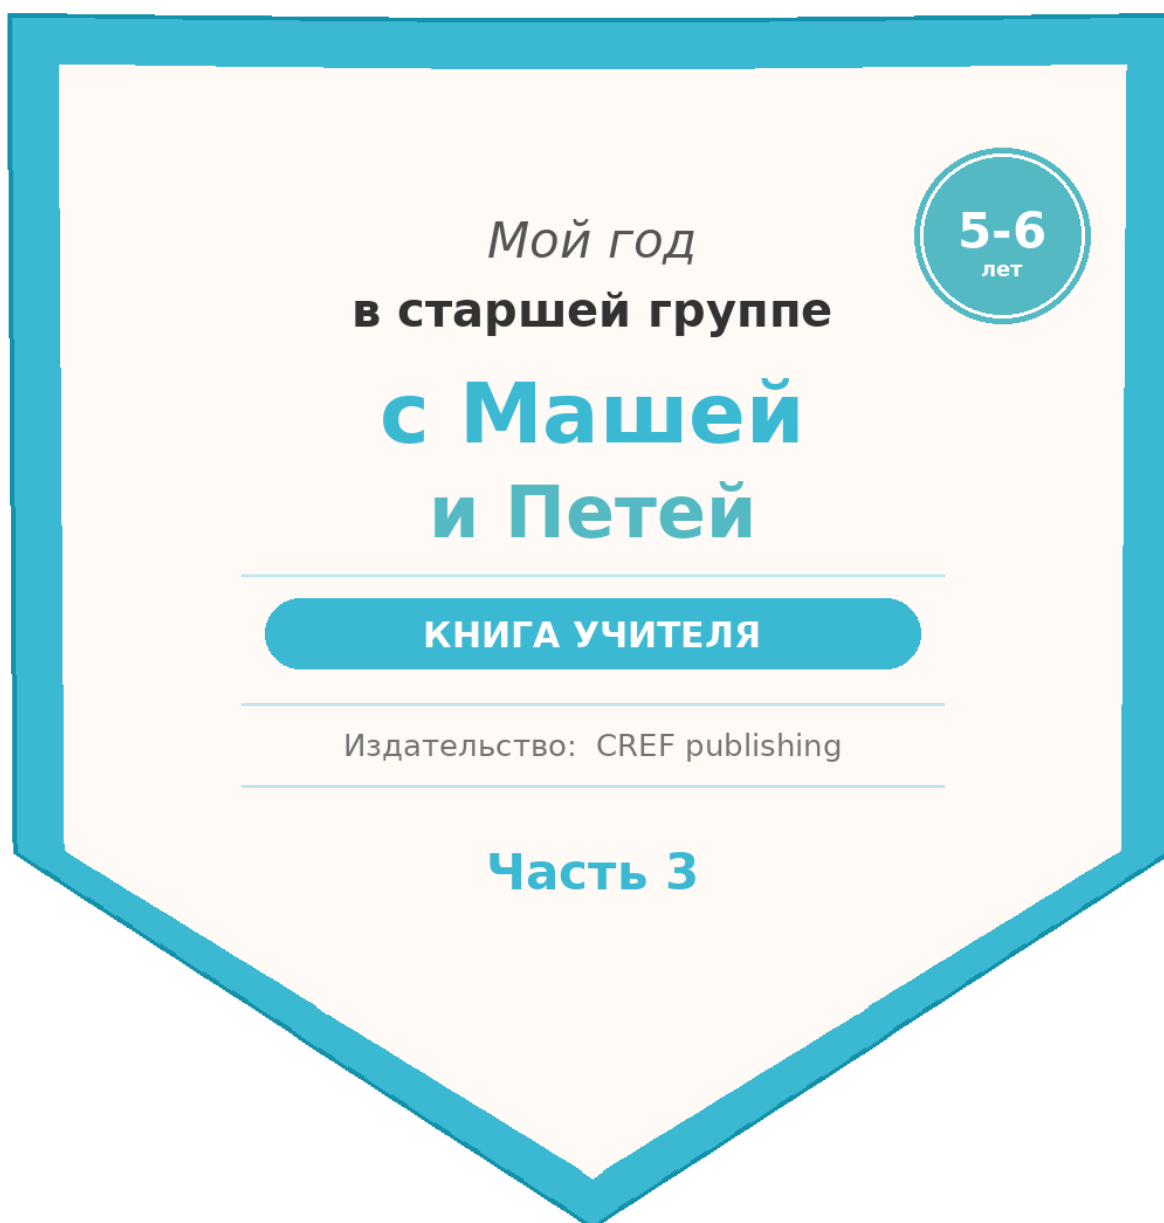 5-6
лет
Мой год
в старшей группе
с Машей
и Петей
КНИГА УЧИТЕЛЯ
Издательство: CREF publishing
Часть 3